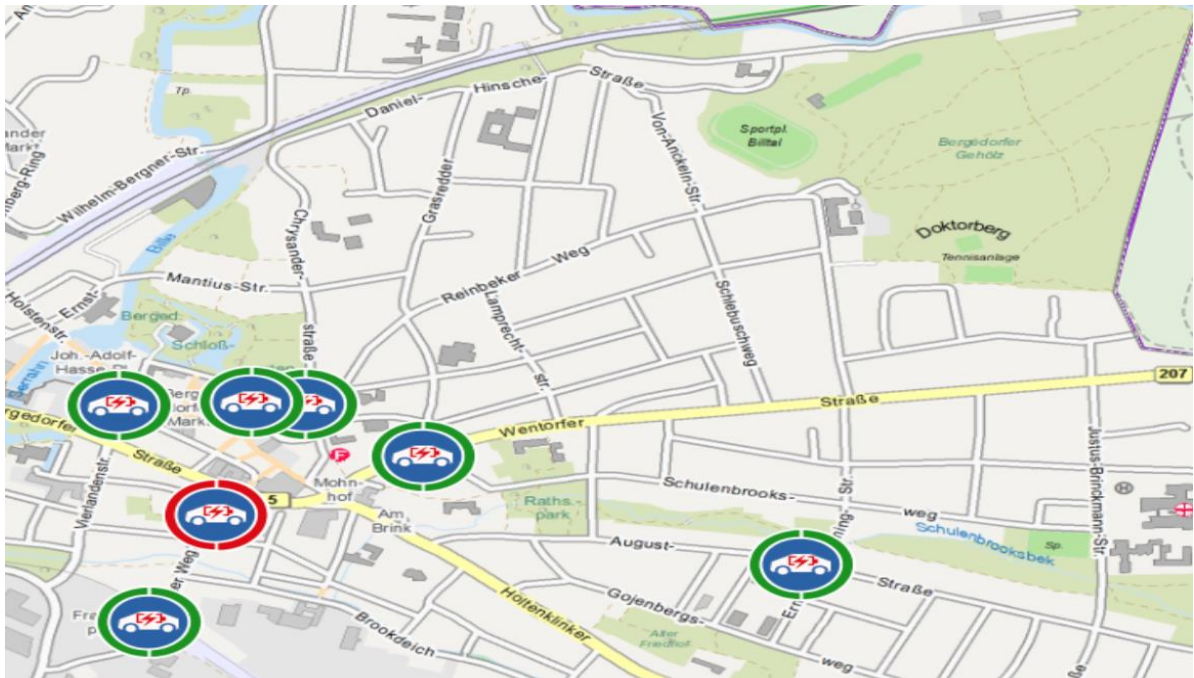 Tp.
Daniel-
Hinsche-
Straße
Wilhelm-Bergner-Str.
Von-Anckeln-Str.
Sportpl.
Billtal
Bergedorfer
Gehölz
Grasredder
Chrysander-
straße
Bille
Doktorberg
Tennisanlage
Mantius-Str.
Ernst-
Holstenstr.
Reinbeker
Weg
Lamprecht-
str.
Schiebuschweg
Berged.
Schloß-
Joh.-Adolf-
Hasse-Pl.
207
Straße
Wentorfer
Straße
Vierlandenstr.
F
Mohn-
hof
5
Am
Brink
Raths-
park
Schulenbrooks-
weg
Justus-Brinckmann-Str.
H
Schulenbrooksbek
Sp.
August-
Straße
Gojenbergs-
weg
Holtenklinker
Brookdeich
Alter
Friedhof